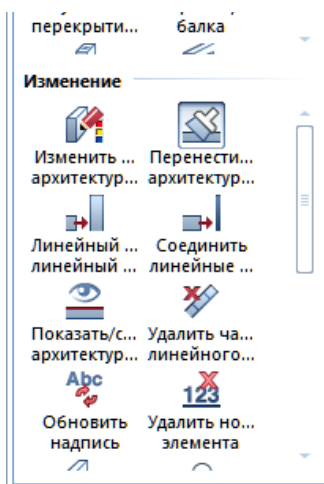 перекрыти... балка
Изменение
Изменить ... Перенести...
архитектур... архитектур...
Линейный ... Соединить
линейный ... линейные ...
Показать/с... Удалить ча...
архитектур... линейного...
Abc
123
Обновить Удалить но...
надпись элемента